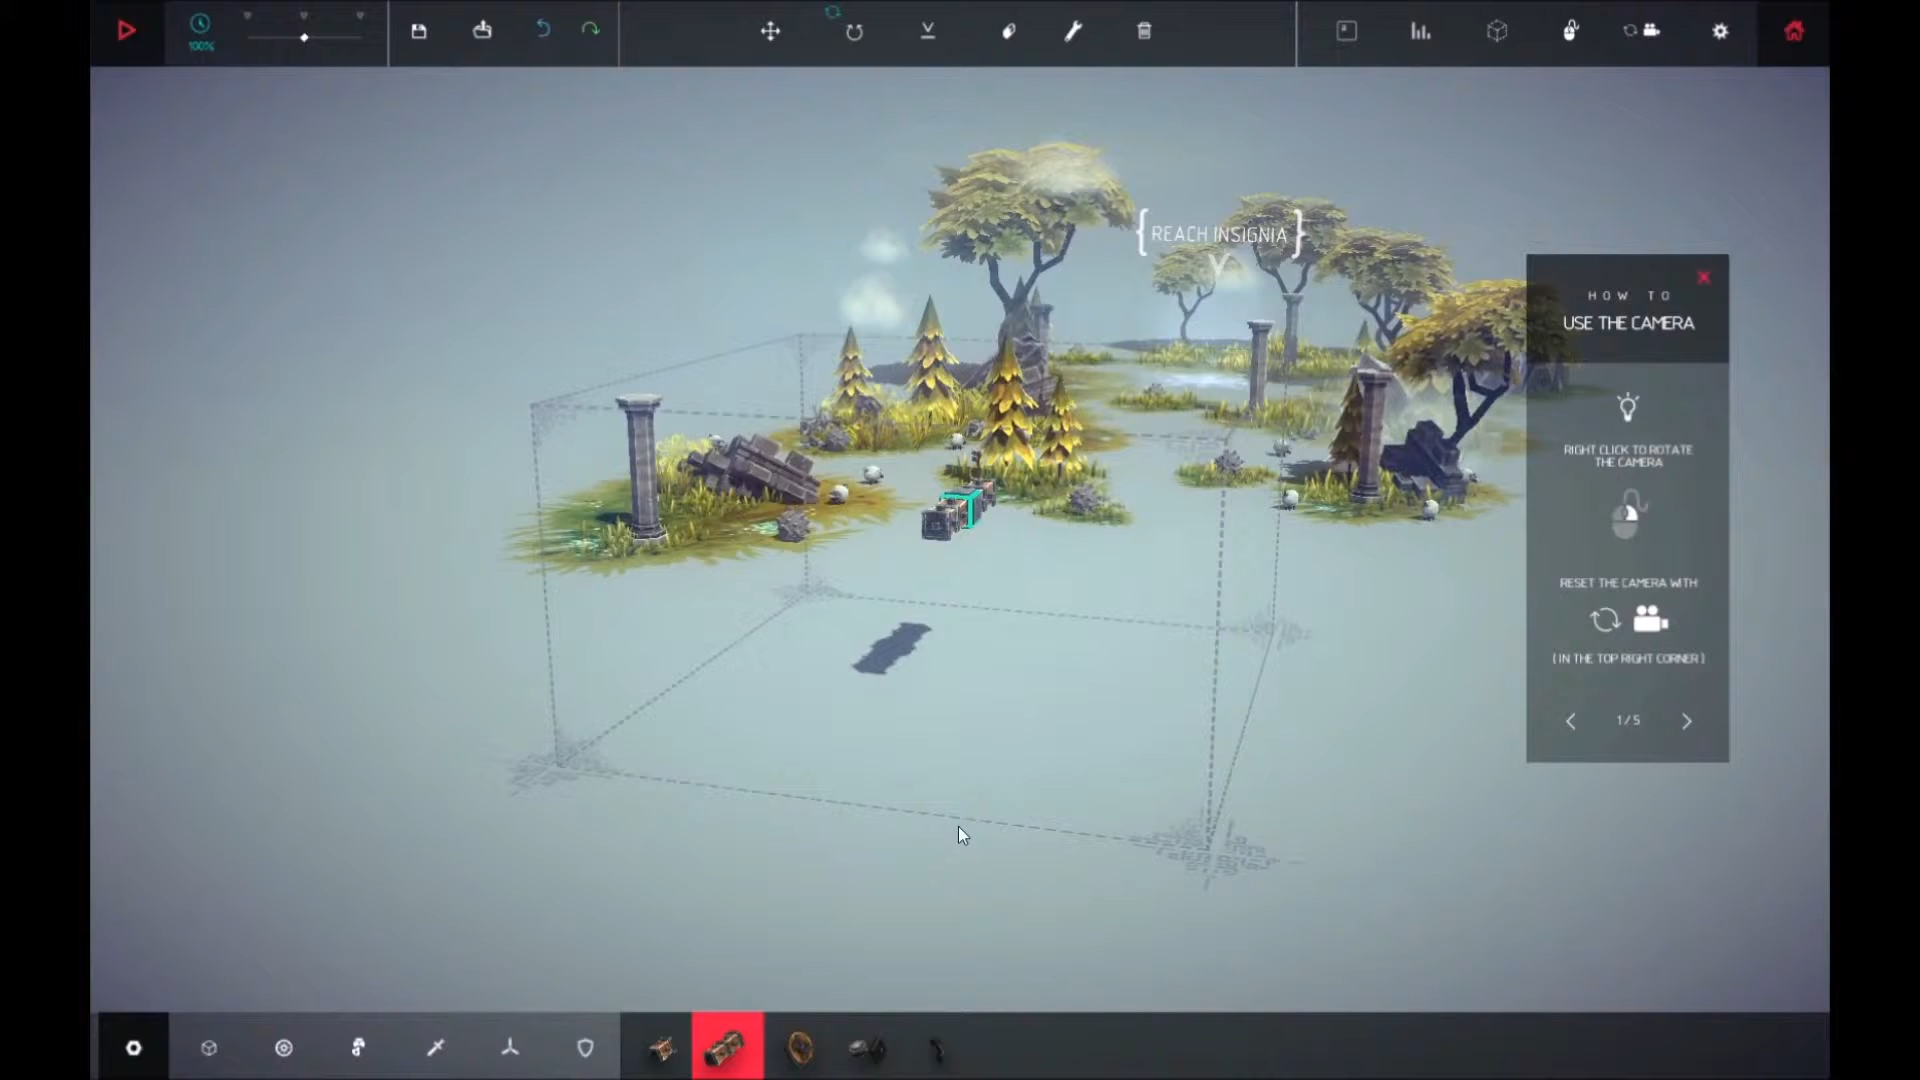 100%
REACH INSIGNIA
HOW TO
USE THE CAMERA
RIGHT CLICK TO ROTATE
THE CAMERA
RESET THE CAMERA WITH
( IN THE TOP RIGHT CORNER )
1/5